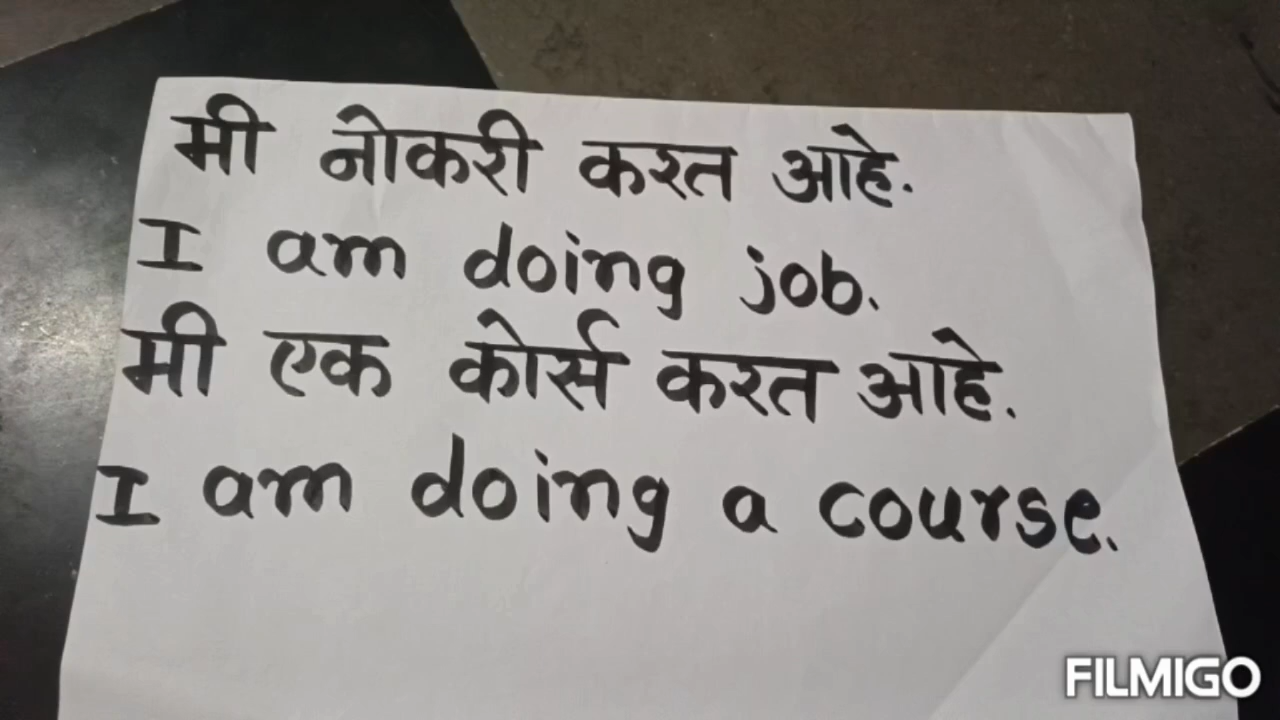 मी नोकरी करत आहे.
I am doing job.
मी एक कोर्स करत आहे.
I am doing a course.
FILMIGO